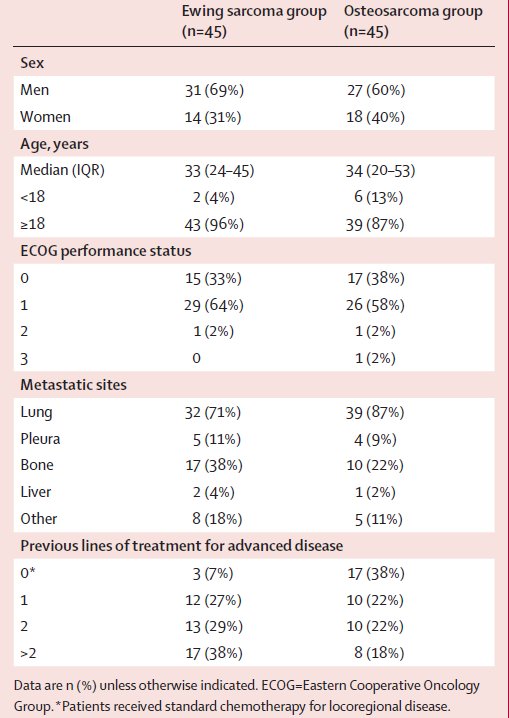 Ewing sarcoma group Osteosarcoma group
(n=45) (n=45)
Sex
Men 31 (69%) 27 (60%)
Women 14 (31%) 18 (40%)
Age, years
Median (IQR) 33 (24–45) 34 (20–53)
<18 2 (4%) 6 (13%)
≥18 43 (96%) 39 (87%)
ECOG performance status
0 15 (33%) 17 (38%)
1 29 (64%) 26 (58%)
2 1 (2%) 1 (2%)
3 0 1 (2%)
Metastatic sites
Lung 32 (71%) 39 (87%)
Pleura 5 (11%) 4 (9%)
Bone 17 (38%) 10 (22%)
Liver 2 (4%) 1 (2%)
Other 8 (18%) 5 (11%)
Previous lines of treatment for advanced disease
0* 3 (7%) 17 (38%)
1 12 (27%) 10 (22%)
2 13 (29%) 10 (22%)
>2 17 (38%) 8 (18%)
Data are n (%) unless otherwise indicated. ECOG=Eastern Cooperative Oncology
Group. *Patients received standard chemotherapy for locoregional disease.